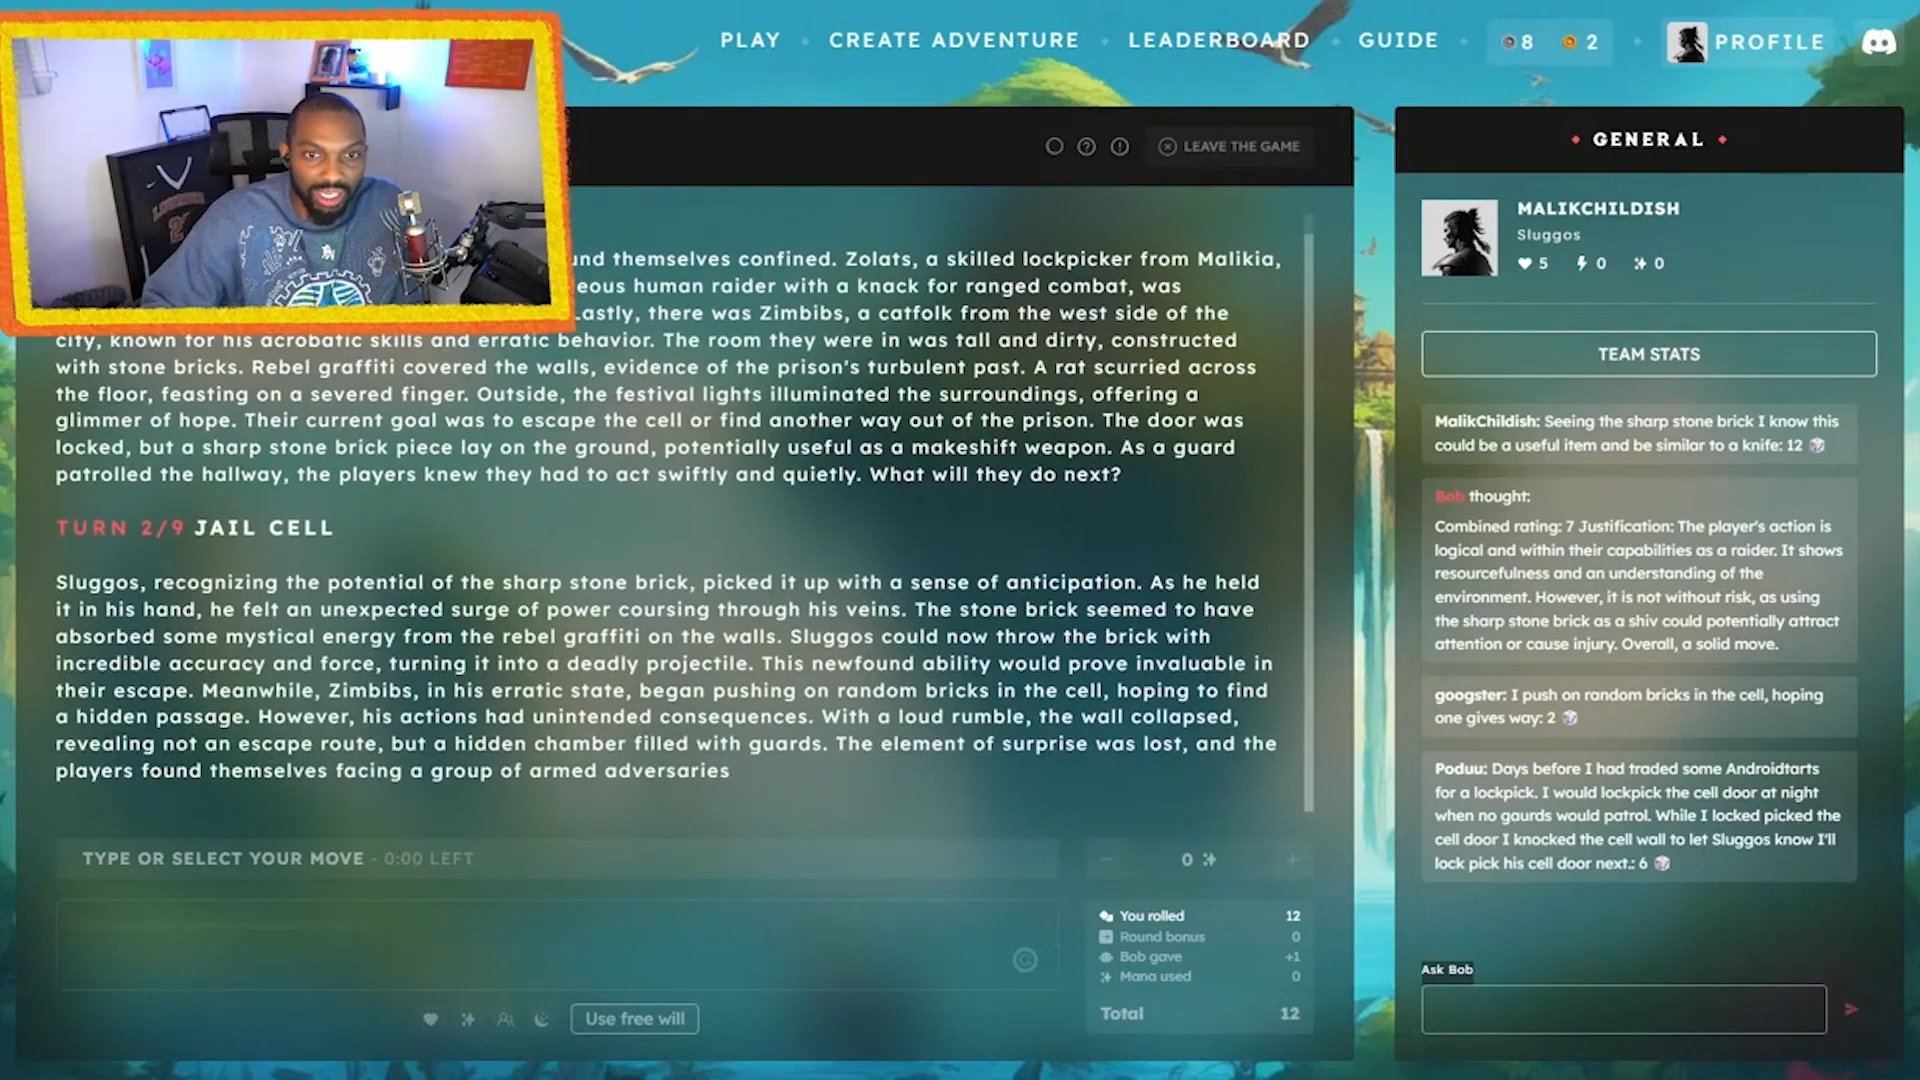 PLAY
CREATE ADVENTURE
LEADERBOARD
GUIDE
8
2
PROFILE
LEAVE THE GAME
und themselves confined. Zolats, a skilled lockpicker from Malikia,
eous human raider with a knack for ranged combat, was
Lastly, there was Zimbibs, a catfolk from the west side of the
city, known for his acrobatic skills and erratic behavior. The room they were in was tall and dirty, constructed
with stone bricks. Rebel graffiti covered the walls, evidence of the prison's turbulent past. A rat scurried across
the floor, feasting on a severed finger. Outside, the festival lights illuminated the surroundings, offering a
glimmer of hope. Their current goal was to escape the cell or find another way out of the prison. The door was
locked, but a sharp stone brick piece lay on the ground, potentially useful as a makeshift weapon. As a guard
patrolled the hallway, the players knew they had to act swiftly and quietly. What will they do next?
TURN 2/9 JAIL CELL
Sluggos, recognizing the potential of the sharp stone brick, picked it up with a sense of anticipation. As he held
it in his hand, he felt an unexpected surge of power coursing through his veins. The stone brick seemed to have
absorbed some mystical energy from the rebel graffiti on the walls. Sluggos could now throw the brick with
incredible accuracy and force, turning it into a deadly projectile. This newfound ability would prove invaluable in
their escape. Meanwhile, Zimbibs, in his erratic state, began pushing on random bricks in the cell, hoping to find
a hidden passage. However, his actions had unintended consequences. With a loud rumble, the wall collapsed,
revealing not an escape route, but a hidden chamber filled with guards. The element of surprise was lost, and the
players found themselves facing a group of armed adversaries
TYPE OR SELECT YOUR MOVE - 0:00 LEFT
0
You rolled 12
Round bonus 0
Bob gave +1
Mana used 0
Total 12
Use free will
GENERAL
MALIKCHILDISH
Sluggos
5 0 0
TEAM STATS
MalikChildish: Seeing the sharp stone brick I know this
could be a useful item and be similar to a knife: 12
Bob thought:
Combined rating: 7 Justification: The player's action is
logical and within their capabilities as a raider. It shows
resourcefulness and an understanding of the
environment. However, it is not without risk, as using
the sharp stone brick as a shiv could potentially attract
attention or cause injury. Overall, a solid move.
googster: I push on random bricks in the cell, hoping
one gives way: 2
Poduu: Days before I had traded some Androidtarts
for a lockpick. I would lockpick the cell door at night
when no gaurds would patrol. While I locked picked the
cell door I knocked the cell wall to let Sluggos know I'll
lock pick his cell door next.: 6
Ask Bob